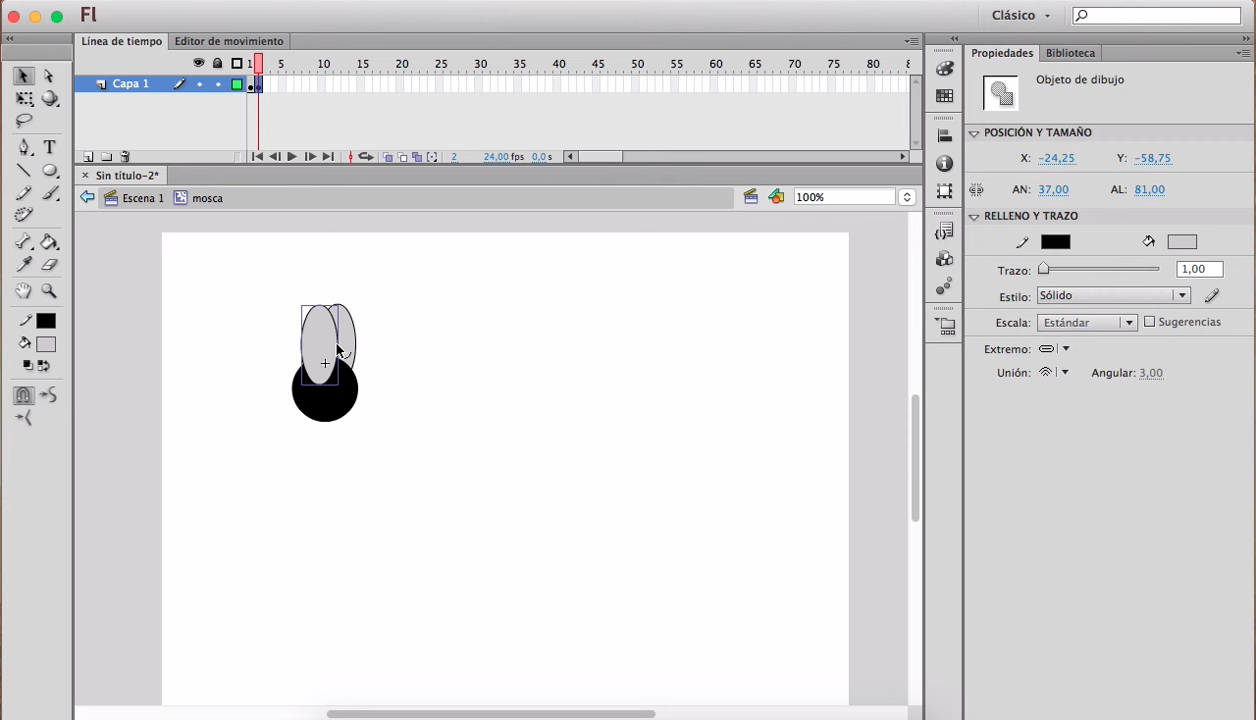 Fl
Clásico
Línea de tiempo
Editor de movimiento
Propiedades
Biblioteca
1 5 10 15 20 25 30 35 40 45 50 55 60 65 70 75 80 8
Capa 1
Objeto de dibujo
POSICIÓN Y TAMAÑO
X: -24,25 Y: -58,75
2 24,00 fps 0,0 s
Sin título-2*
AN: 37,00 AL: 81,00
Escena 1 mosca 100%
RELLENO Y TRAZO
Trazo: 1,00
Estilo: Sólido
Escala: Estándar Sugerencias
Extremo:
Unión: Angular: 3,00
T